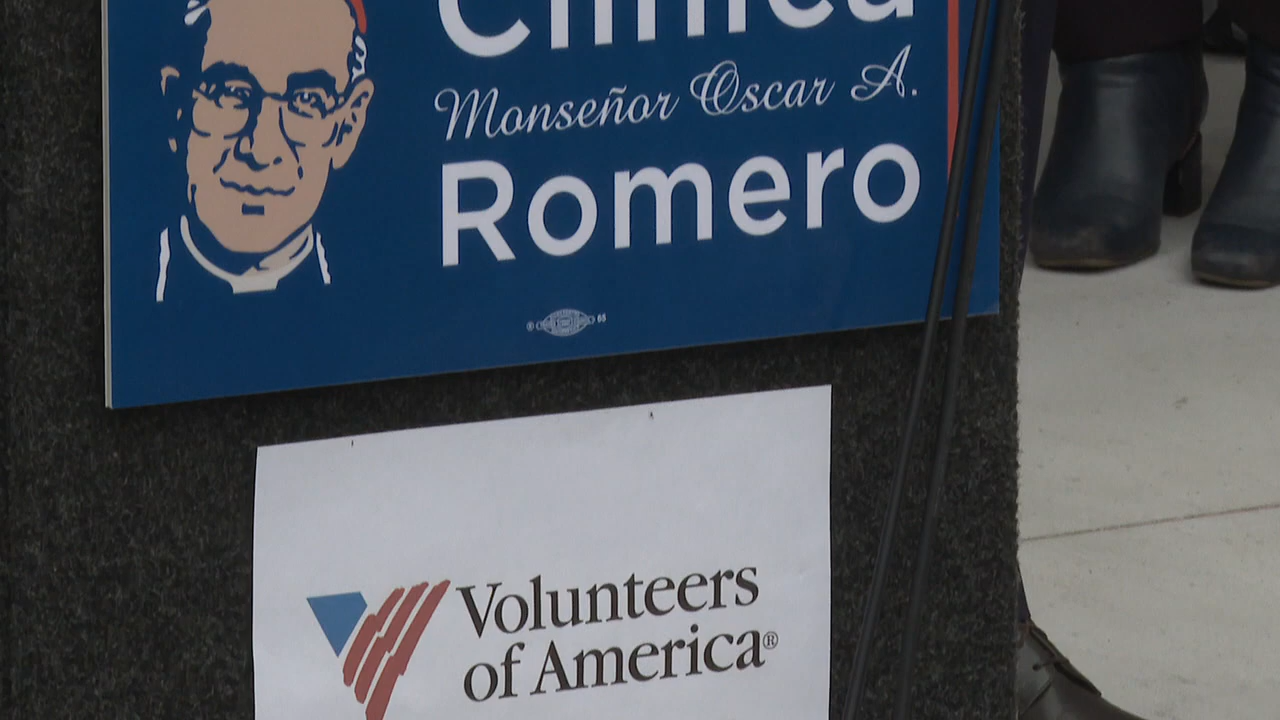 Clínica
Monseñor Oscar A.
Romero
Volunteers
of America®